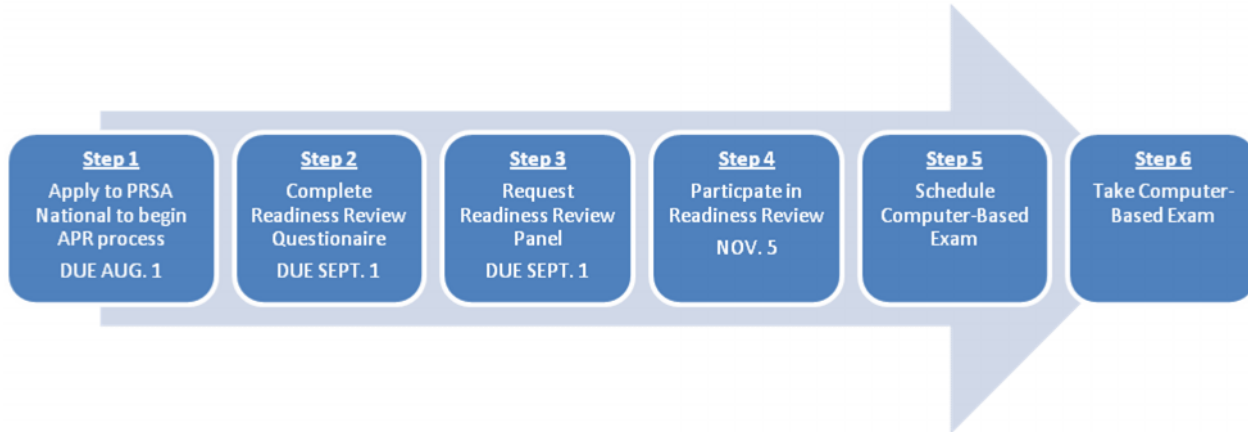 Step 1
Apply to PRSA
National to begin
APR process
DUE AUG. 1
Step 2
Complete
Readiness Review
Questionaire
DUE SEPT. 1
Step 3
Request
Readiness Review
Panel
DUE SEPT. 1
Step 4
Particpate in
Readiness Review
NOV. 5
Step 5
Schedule
Computer-Based
Exam
Step 6
Take Computer-
Based Exam